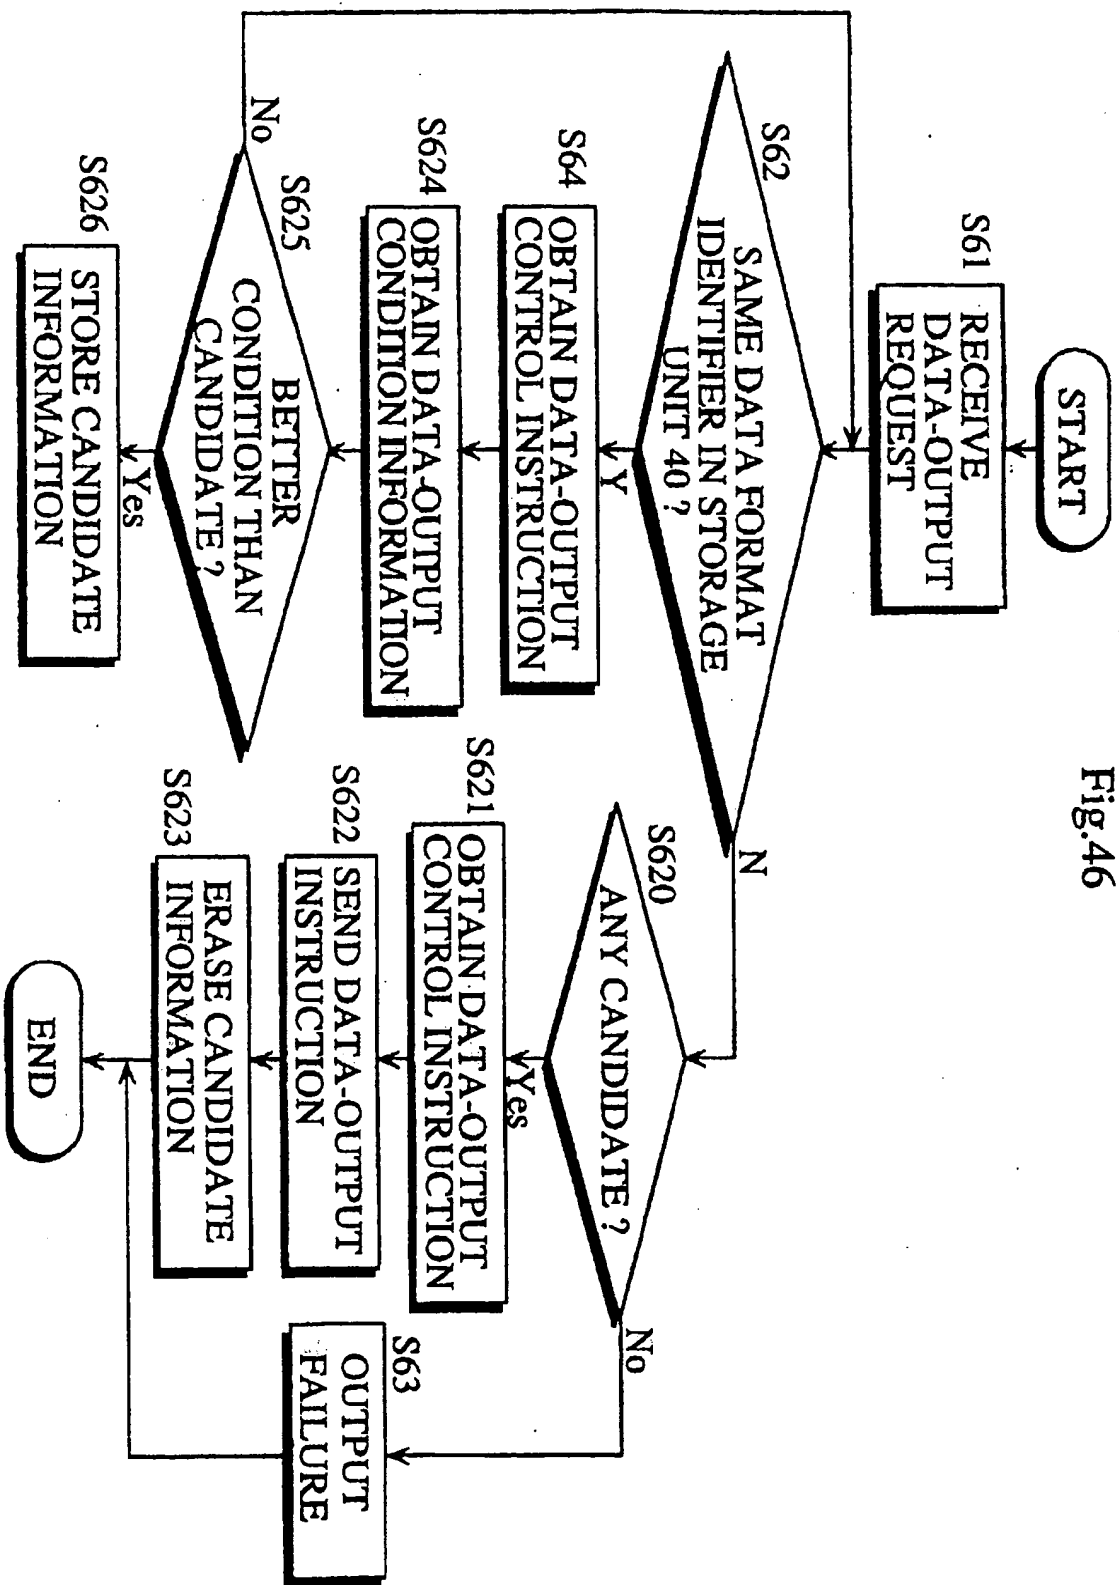 Fig.46
START
S61
RECEIVE
DATA-OUTPUT
REQUEST
S62
SAME DATA FORMAT
IDENTIFIER IN STORAGE
UNIT 40 ?
N
Y
S64
OBTAIN DATA-OUTPUT
CONTROL INSTRUCTION
S624
OBTAIN DATA-OUTPUT
CONDITION INFORMATION
S625
BETTER
CONDITION THAN
CANDIDATE ?
No
Yes
S626
STORE CANDIDATE
INFORMATION
S620
ANY CANDIDATE ?
No
Yes
S621
OBTAIN DATA-OUTPUT
CONTROL INSTRUCTION
S622
SEND DATA-OUTPUT
INSTRUCTION
S623
ERASE CANDIDATE
INFORMATION
S63
OUTPUT
FAILURE
END